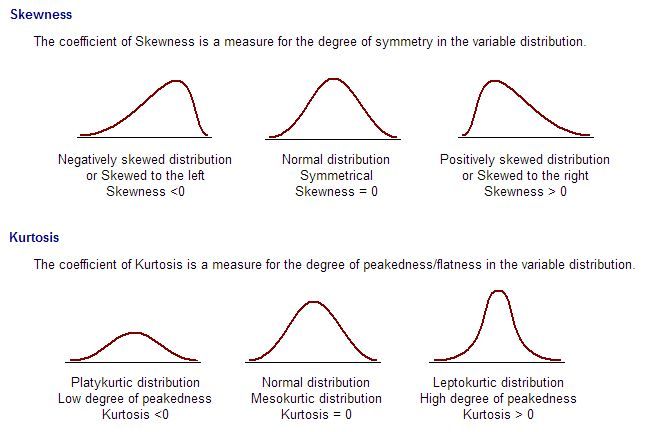 Skewness
The coefficient of Skewness is a measure for the degree of symmetry in the variable distribution.
Negatively skewed distribution
or Skewed to the left
Skewness <0
Normal distribution
Symmetrical
Skewness = 0
Positively skewed distribution
or Skewed to the right
Skewness > 0
Kurtosis
The coefficient of Kurtosis is a measure for the degree of peakedness/flatness in the variable distribution.
Platykurtic distribution
Low degree of peakedness
Kurtosis <0
Normal distribution
Mesokurtic distribution
Kurtosis = 0
Leptokurtic distribution
High degree of peakedness
Kurtosis > 0